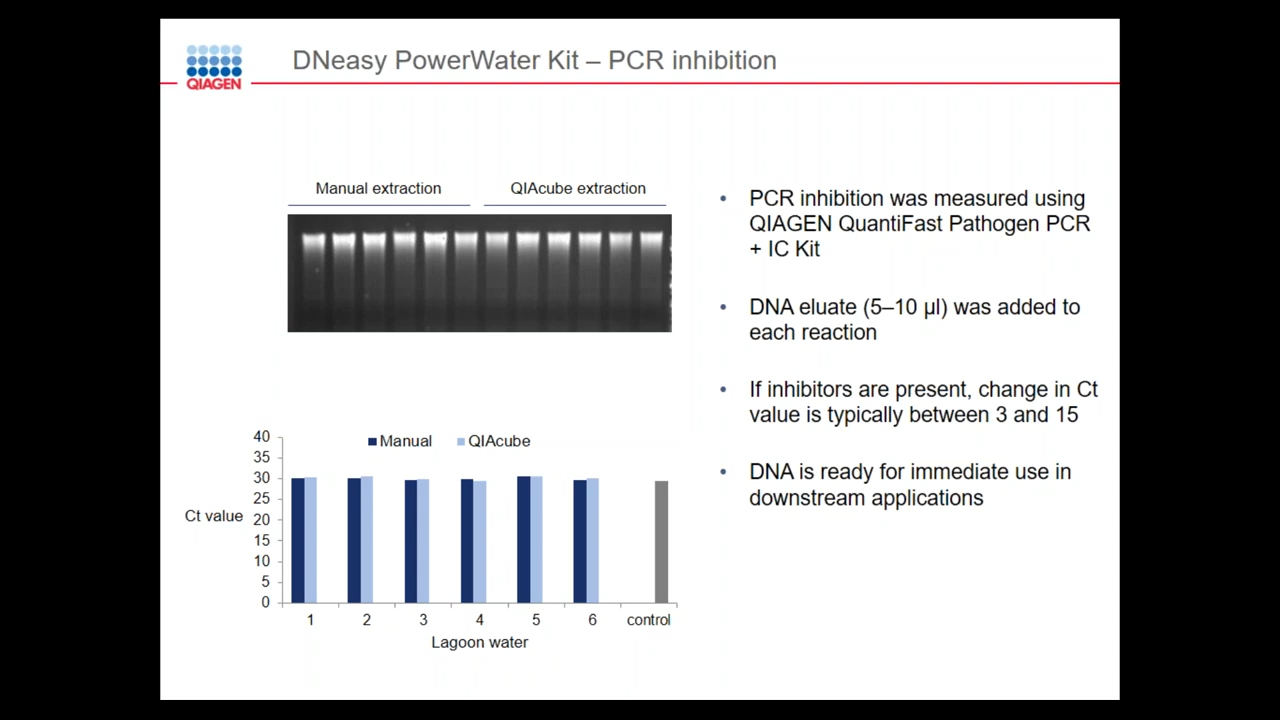 QIAGEN
DNeasy PowerWater Kit – PCR inhibition
Manual extraction
QIAcube extraction
40
35
30
25
20
15
10
5
0
Ct value
Manual
QIAcube
1
2
3
4
5
6
control
Lagoon water
• PCR inhibition was measured using
QIAGEN QuantiFast Pathogen PCR
+ IC Kit
• DNA eluate (5–10 µl) was added to
each reaction
• If inhibitors are present, change in Ct
value is typically between 3 and 15
• DNA is ready for immediate use in
downstream applications